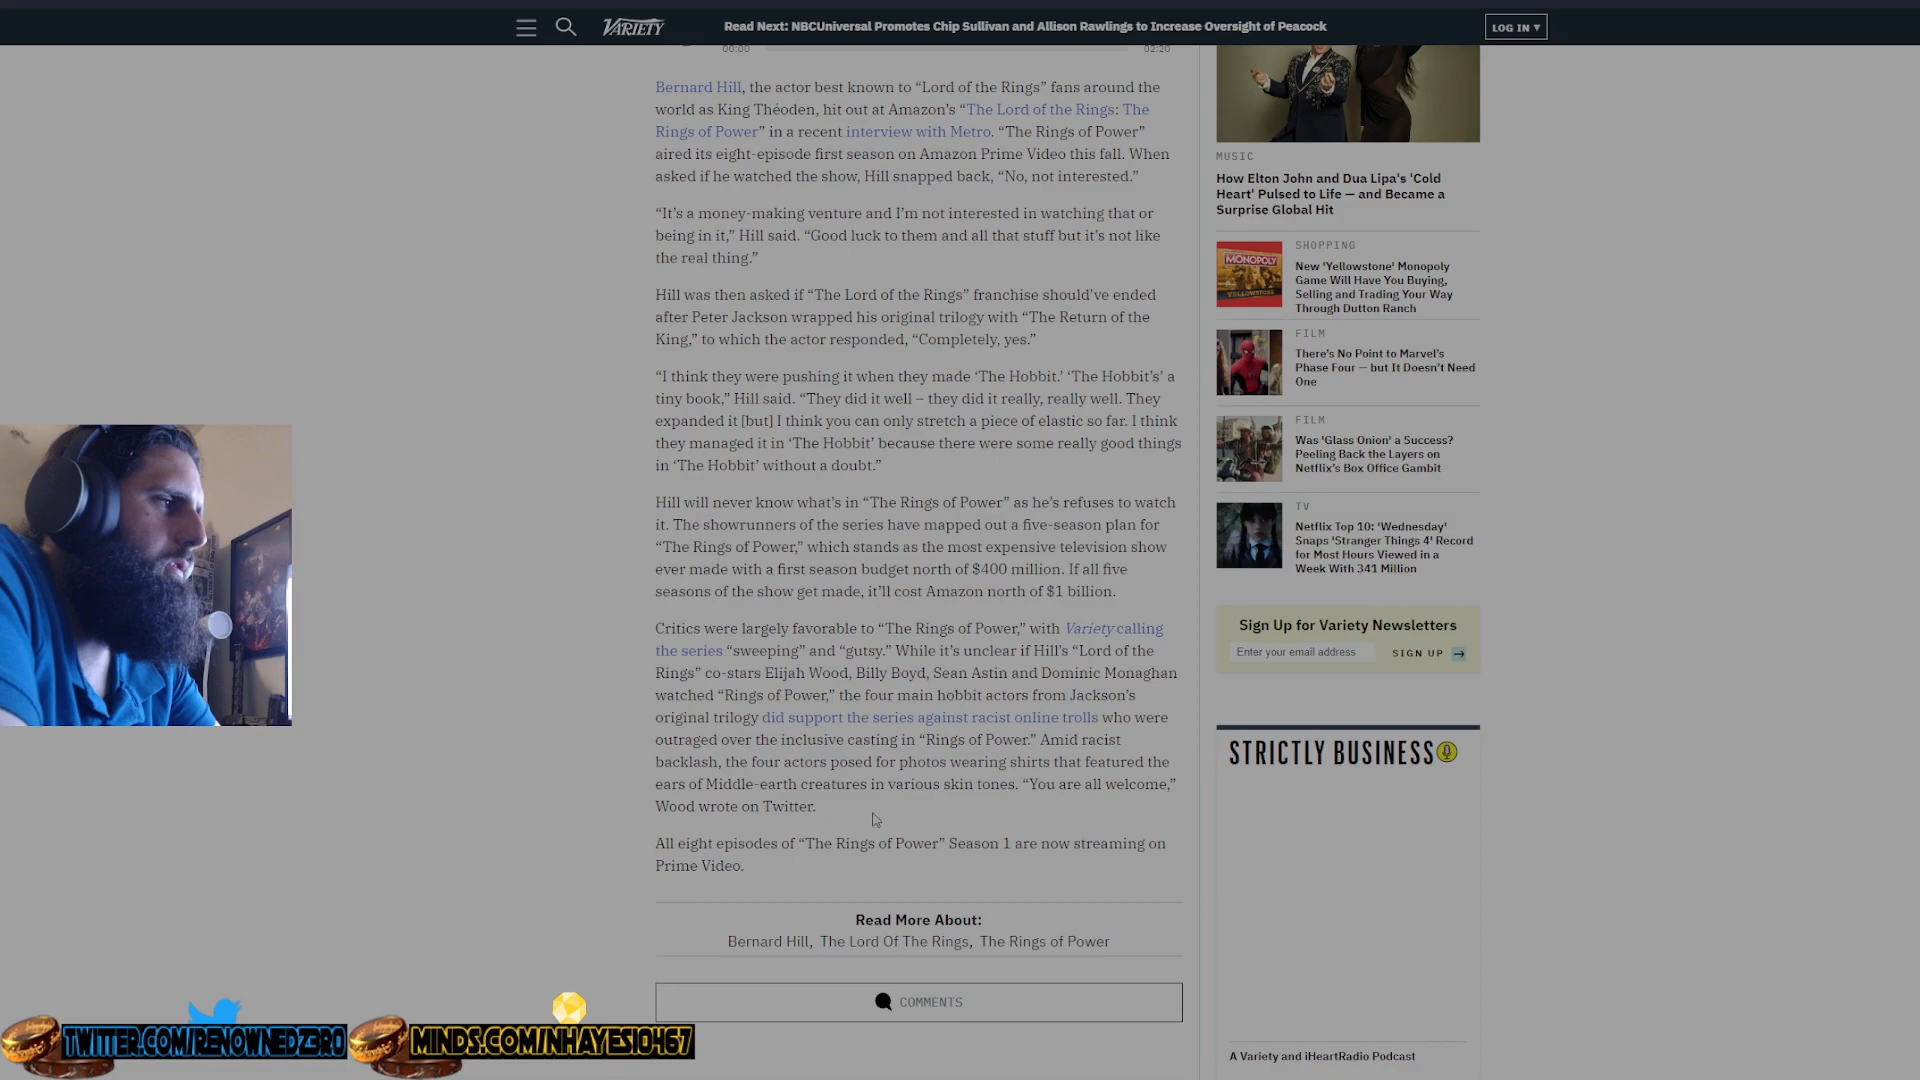 VARIETY
Read Next: NBCUniversal Promotes Chip Sullivan and Allison Rawlings to Increase Oversight of Peacock
LOG IN ▾
00:00
02:20
Bernard Hill, the actor best known to “Lord of the Rings” fans around the
world as King Théoden, hit out at Amazon’s “The Lord of the Rings: The
Rings of Power” in a recent interview with Metro. “The Rings of Power”
aired its eight-episode first season on Amazon Prime Video this fall. When
asked if he watched the show, Hill snapped back, “No, not interested.”
“It’s a money-making venture and I’m not interested in watching that or
being in it,” Hill said. “Good luck to them and all that stuff but it’s not like
the real thing.”
Hill was then asked if “The Lord of the Rings” franchise should’ve ended
after Peter Jackson wrapped his original trilogy with “The Return of the
King,” to which the actor responded, “Completely, yes.”
“I think they were pushing it when they made ‘The Hobbit.’ ‘The Hobbit’s’ a
tiny book,” Hill said. “They did it well – they did it really, really well. They
expanded it [but] I think you can only stretch a piece of elastic so far. I think
they managed it in ‘The Hobbit’ because there were some really good things
in ‘The Hobbit’ without a doubt.”
Hill will never know what’s in “The Rings of Power” as he’s refuses to watch
it. The showrunners of the series have mapped out a five-season plan for
“The Rings of Power,” which stands as the most expensive television show
ever made with a first season budget north of $400 million. If all five
seasons of the show get made, it’ll cost Amazon north of $1 billion.
Critics were largely favorable to “The Rings of Power,” with Variety calling
the series “sweeping” and “gutsy.” While it’s unclear if Hill’s “Lord of the
Rings” co-stars Elijah Wood, Billy Boyd, Sean Astin and Dominic Monaghan
watched “Rings of Power,” the four main hobbit actors from Jackson’s
original trilogy did support the series against racist online trolls who were
outraged over the inclusive casting in “Rings of Power.” Amid racist
backlash, the four actors posed for photos wearing shirts that featured the
ears of Middle-earth creatures in various skin tones. “You are all welcome,”
Wood wrote on Twitter.
All eight episodes of “The Rings of Power” Season 1 are now streaming on
Prime Video.
Read More About:
Bernard Hill, The Lord Of The Rings, The Rings of Power
COMMENTS
MUSIC
How Elton John and Dua Lipa's 'Cold
Heart' Pulsed to Life — and Became a
Surprise Global Hit
MONOPOLY
YELLOWSTONE
SHOPPING
New 'Yellowstone' Monopoly
Game Will Have You Buying,
Selling and Trading Your Way
Through Dutton Ranch
FILM
There’s No Point to Marvel’s
Phase Four — but It Doesn’t Need
One
FILM
Was 'Glass Onion' a Success?
Peeling Back the Layers on
Netflix’s Box Office Gambit
TV
Netflix Top 10: 'Wednesday'
Snaps 'Stranger Things 4' Record
for Most Hours Viewed in a
Week With 341 Million
Sign Up for Variety Newsletters
Enter your email address
SIGN UP →
STRICTLY BUSINESS
A Variety and iHeartRadio Podcast
TWITTER.COM/RENOWNEDZ3R0
MINDS.COM/NHAYES10467